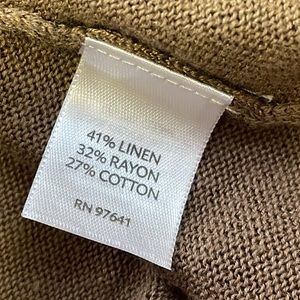 41% LINEN
32% RAYON
27% COTTON
RN 97641